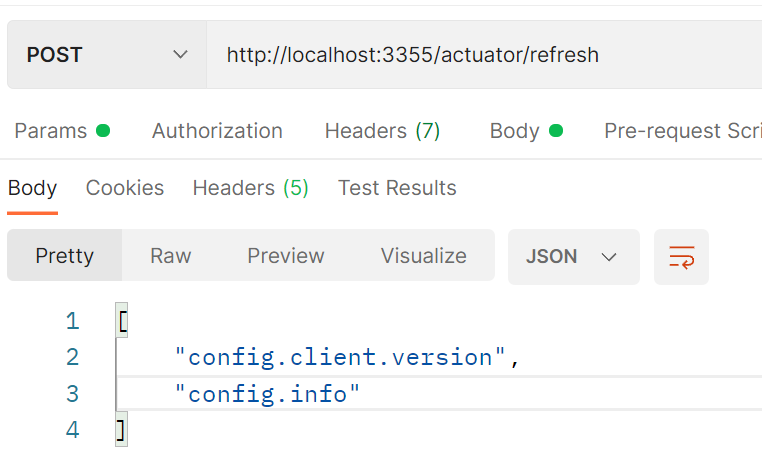 POST http://localhost:3355/actuator/refresh
Params Authorization Headers (7) Body Pre-request Scri
Body Cookies Headers (5) Test Results
Pretty Raw Preview Visualize JSON
1 [
2 "config.client.version",
3 "config.info"
4 ]